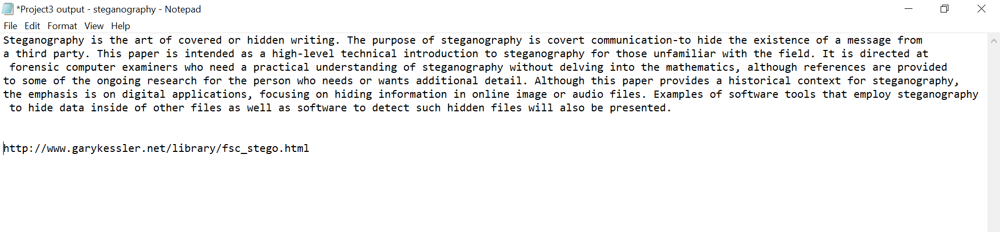 *Project3 output - steganography - Notepad
File Edit Format View Help
Steganography is the art of covered or hidden writing. The purpose of steganography is covert communication-to hide the existence of a message from
a third party. This paper is intended as a high-level technical introduction to steganography for those unfamiliar with the field. It is directed at
 forensic computer examiners who need a practical understanding of steganography without delving into the mathematics, although references are provided
to some of the ongoing research for the person who needs or wants additional detail. Although this paper provides a historical context for steganography,
the emphasis is on digital applications, focusing on hiding information in online image or audio files. Examples of software tools that employ steganography
 to hide data inside of other files as well as software to detect such hidden files will also be presented.
http://www.garykessler.net/library/fsc_stego.html